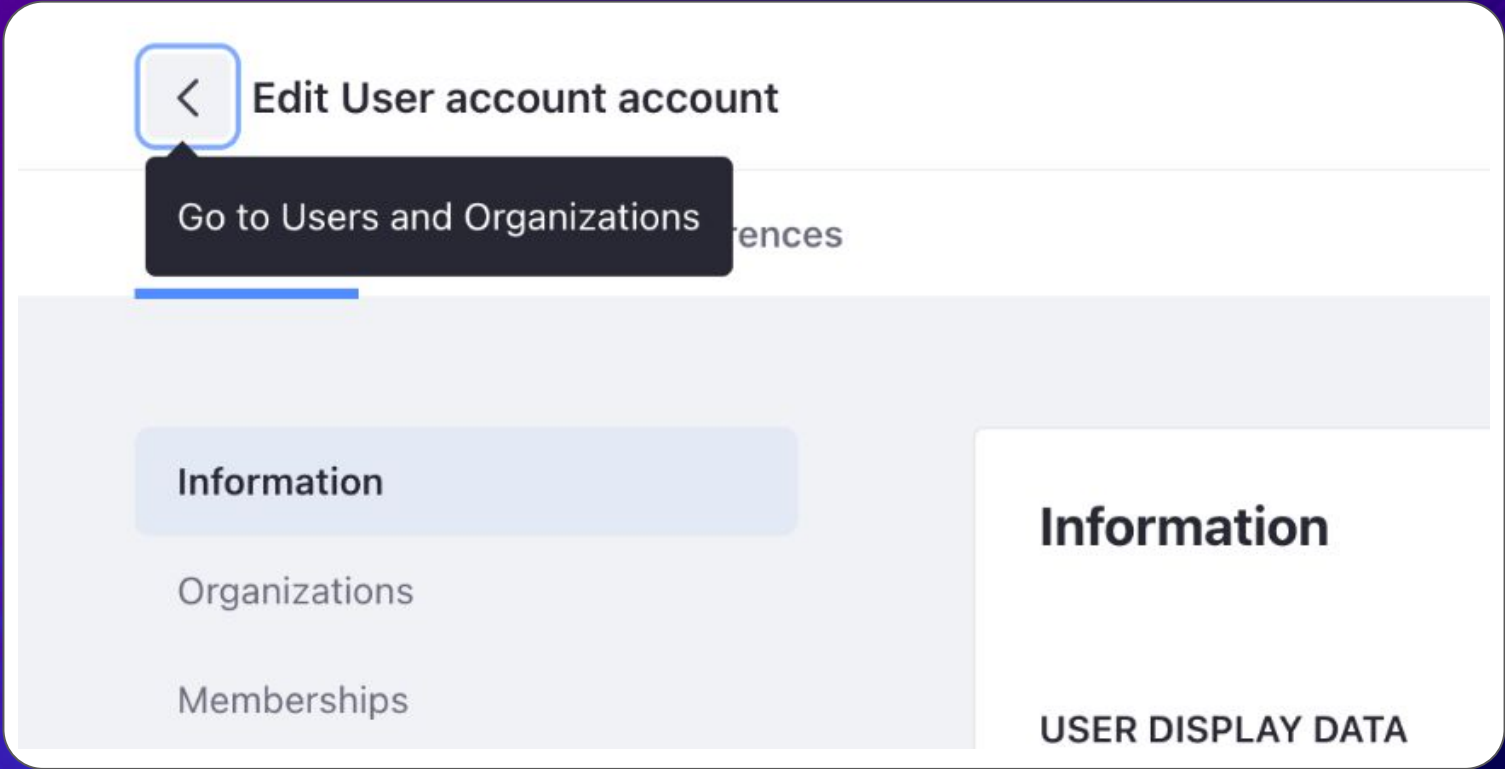 Edit User account account
Go to Users and Organizations
Information
Organizations
Memberships
Information
USER DISPLAY DATA